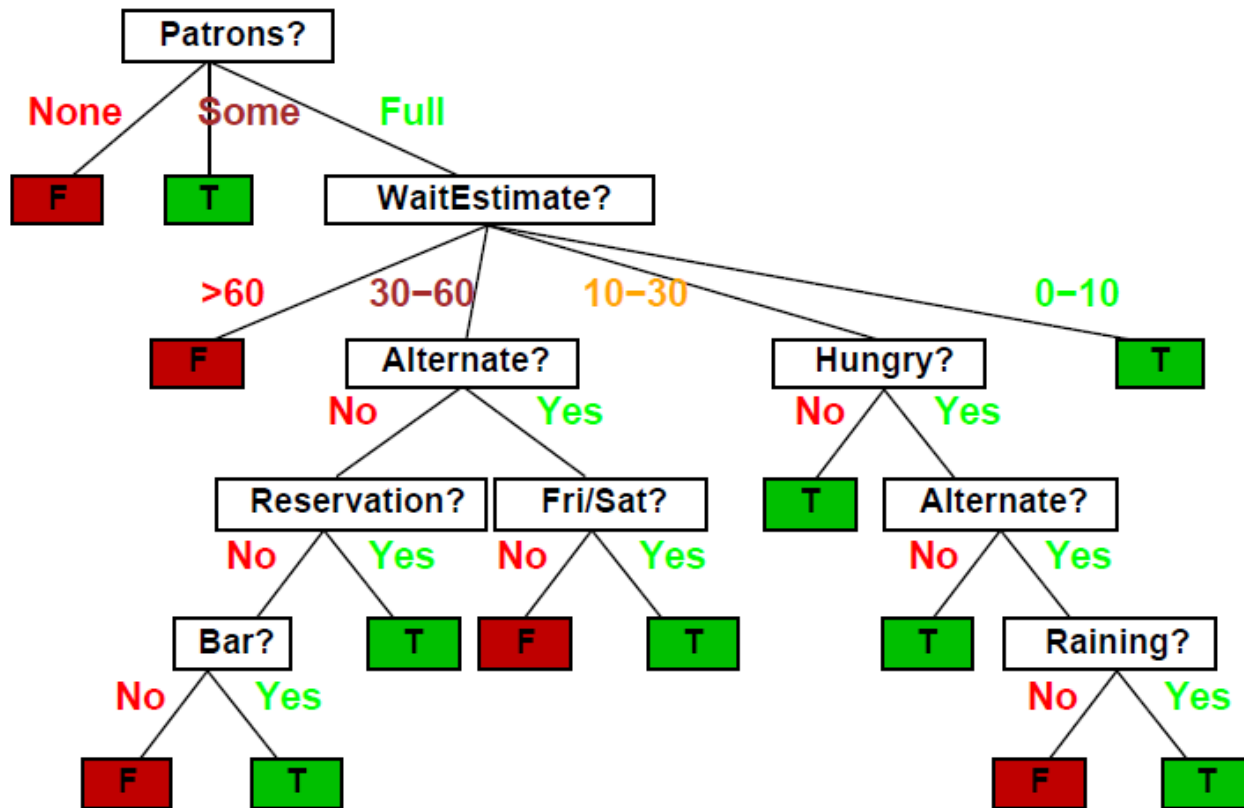 Patrons?
None Some Full
F T WaitEstimate?
>60 30−60 10−30 0−10
F Alternate? Hungry? T
No Yes No Yes
Reservation? Fri/Sat? T Alternate?
No Yes No Yes No Yes
Bar? T F T T Raining?
No Yes No Yes
F T F T